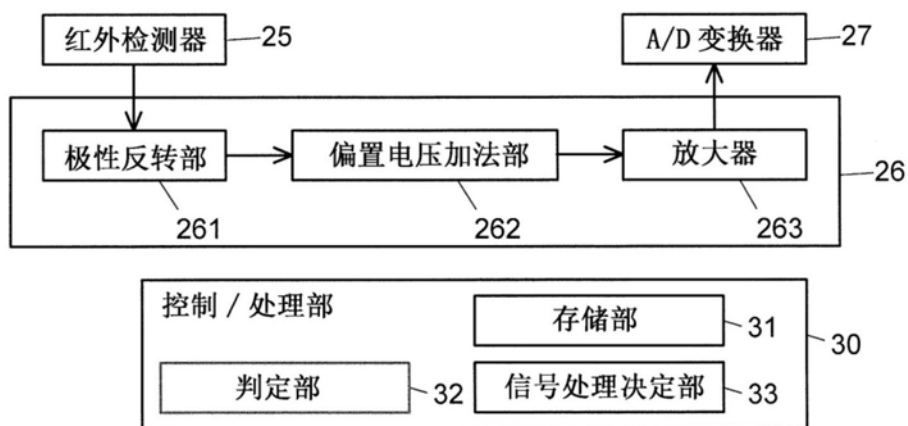 红外检测器
25
A/D 变换器
27
极性反转部
偏置电压加法部
放大器
26
261
262
263
控制 / 处理部
存储部
31
30
判定部
32
信号处理决定部
33